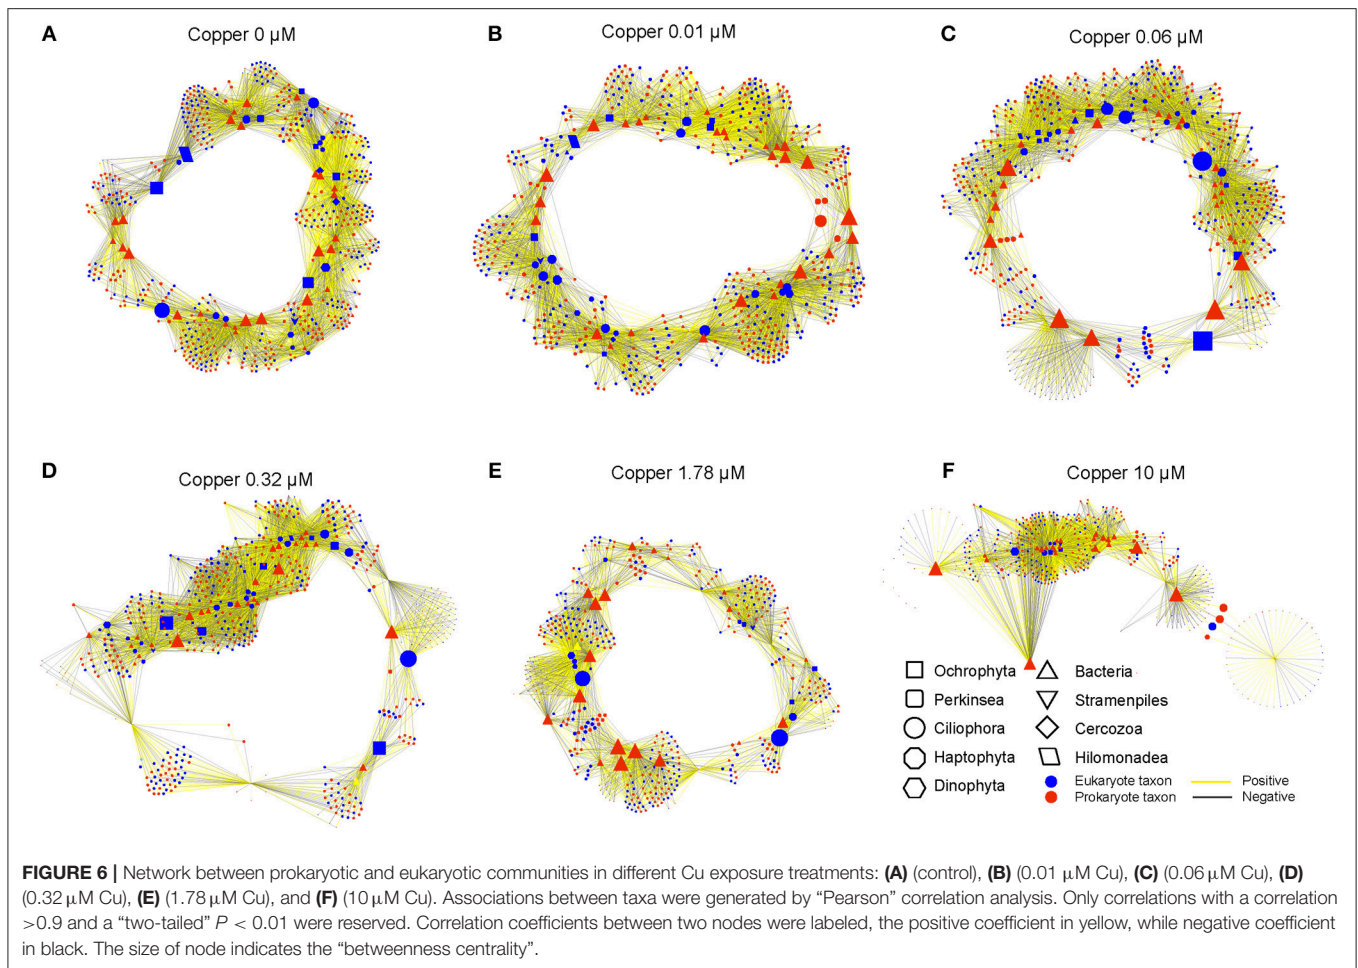 A
Copper 0 µM
B
Copper 0.01 µM
C
Copper 0.06 µM
D
Copper 0.32 µM
E
Copper 1.78 µM
F
Copper 10 µM
Ochrophyta
Bacteria
Perkinsea
Stramenpiles
Ciliophora
Cercozoa
Haptophyta
Hilomonadea
Dinophyta
Eukaryote taxon
Positive
Prokaryote taxon
Negative
FIGURE 6 | Network between prokaryotic and eukaryotic communities in different Cu exposure treatments: (A) (control), (B) (0.01 µM Cu), (C) (0.06 µM Cu), (D)
(0.32 µM Cu), (E) (1.78 µM Cu), and (F) (10 µM Cu). Associations between taxa were generated by “Pearson” correlation analysis. Only correlations with a correlation
>0.9 and a “two-tailed” P < 0.01 were reserved. Correlation coefficients between two nodes were labeled, the positive coefficient in yellow, while negative coefficient
in black. The size of node indicates the “betweenness centrality”.